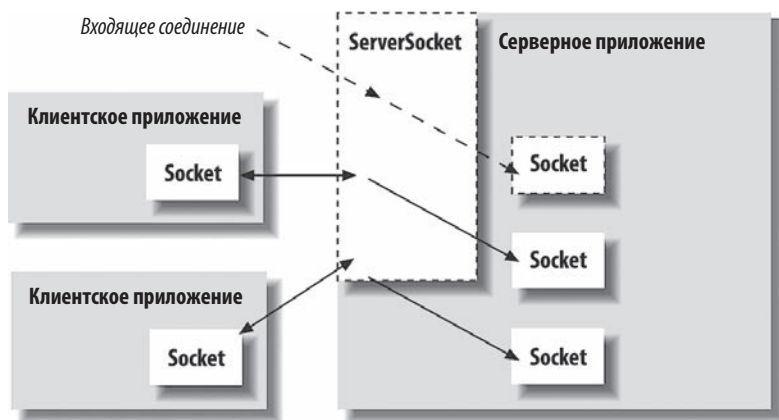 Входящее соединение
ServerSocket
Серверное приложение
Клиентское приложение
Socket
Socket
Socket
Клиентское приложение
Socket
Socket